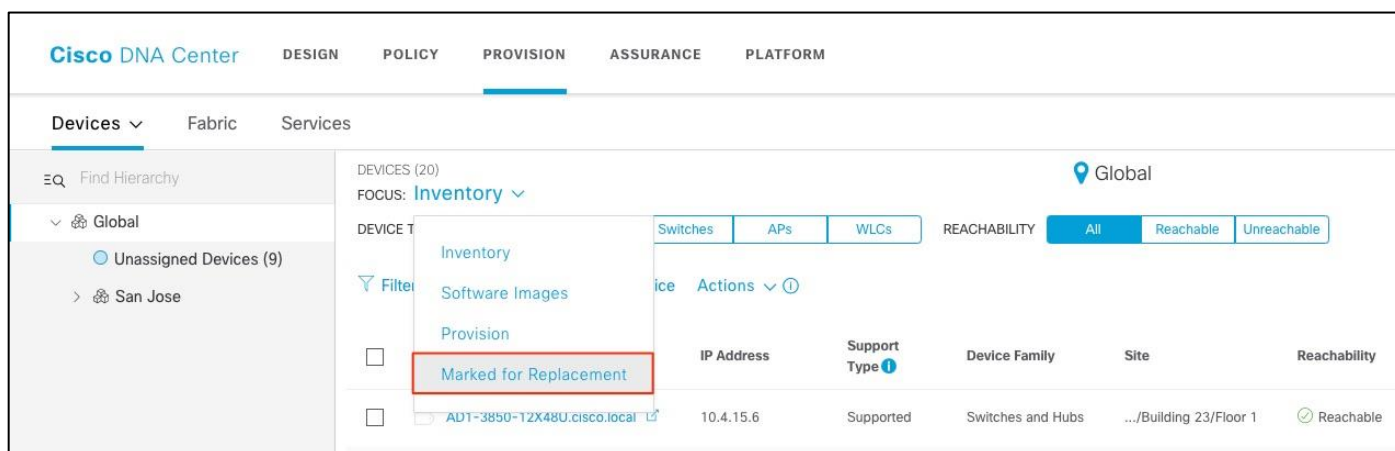 Cisco DNA Center DESIGN POLICY PROVISION ASSURANCE PLATFORM
Devices Fabric Services
Find Hierarchy
Global
Unassigned Devices (9)
San Jose
DEVICES (20)
FOCUS: Inventory
Global
DEVICE T Switches APs WLCs REACHABILITY All Reachable Unreachable
Inventory
Software Images
Provision
Marked for Replacement
Filter ice Actions
IP Address Support Type Device Family Site Reachability
AD1-3850-12X48U.cisco.local 10.4.15.6 Supported Switches and Hubs .../Building 23/Floor 1 Reachable